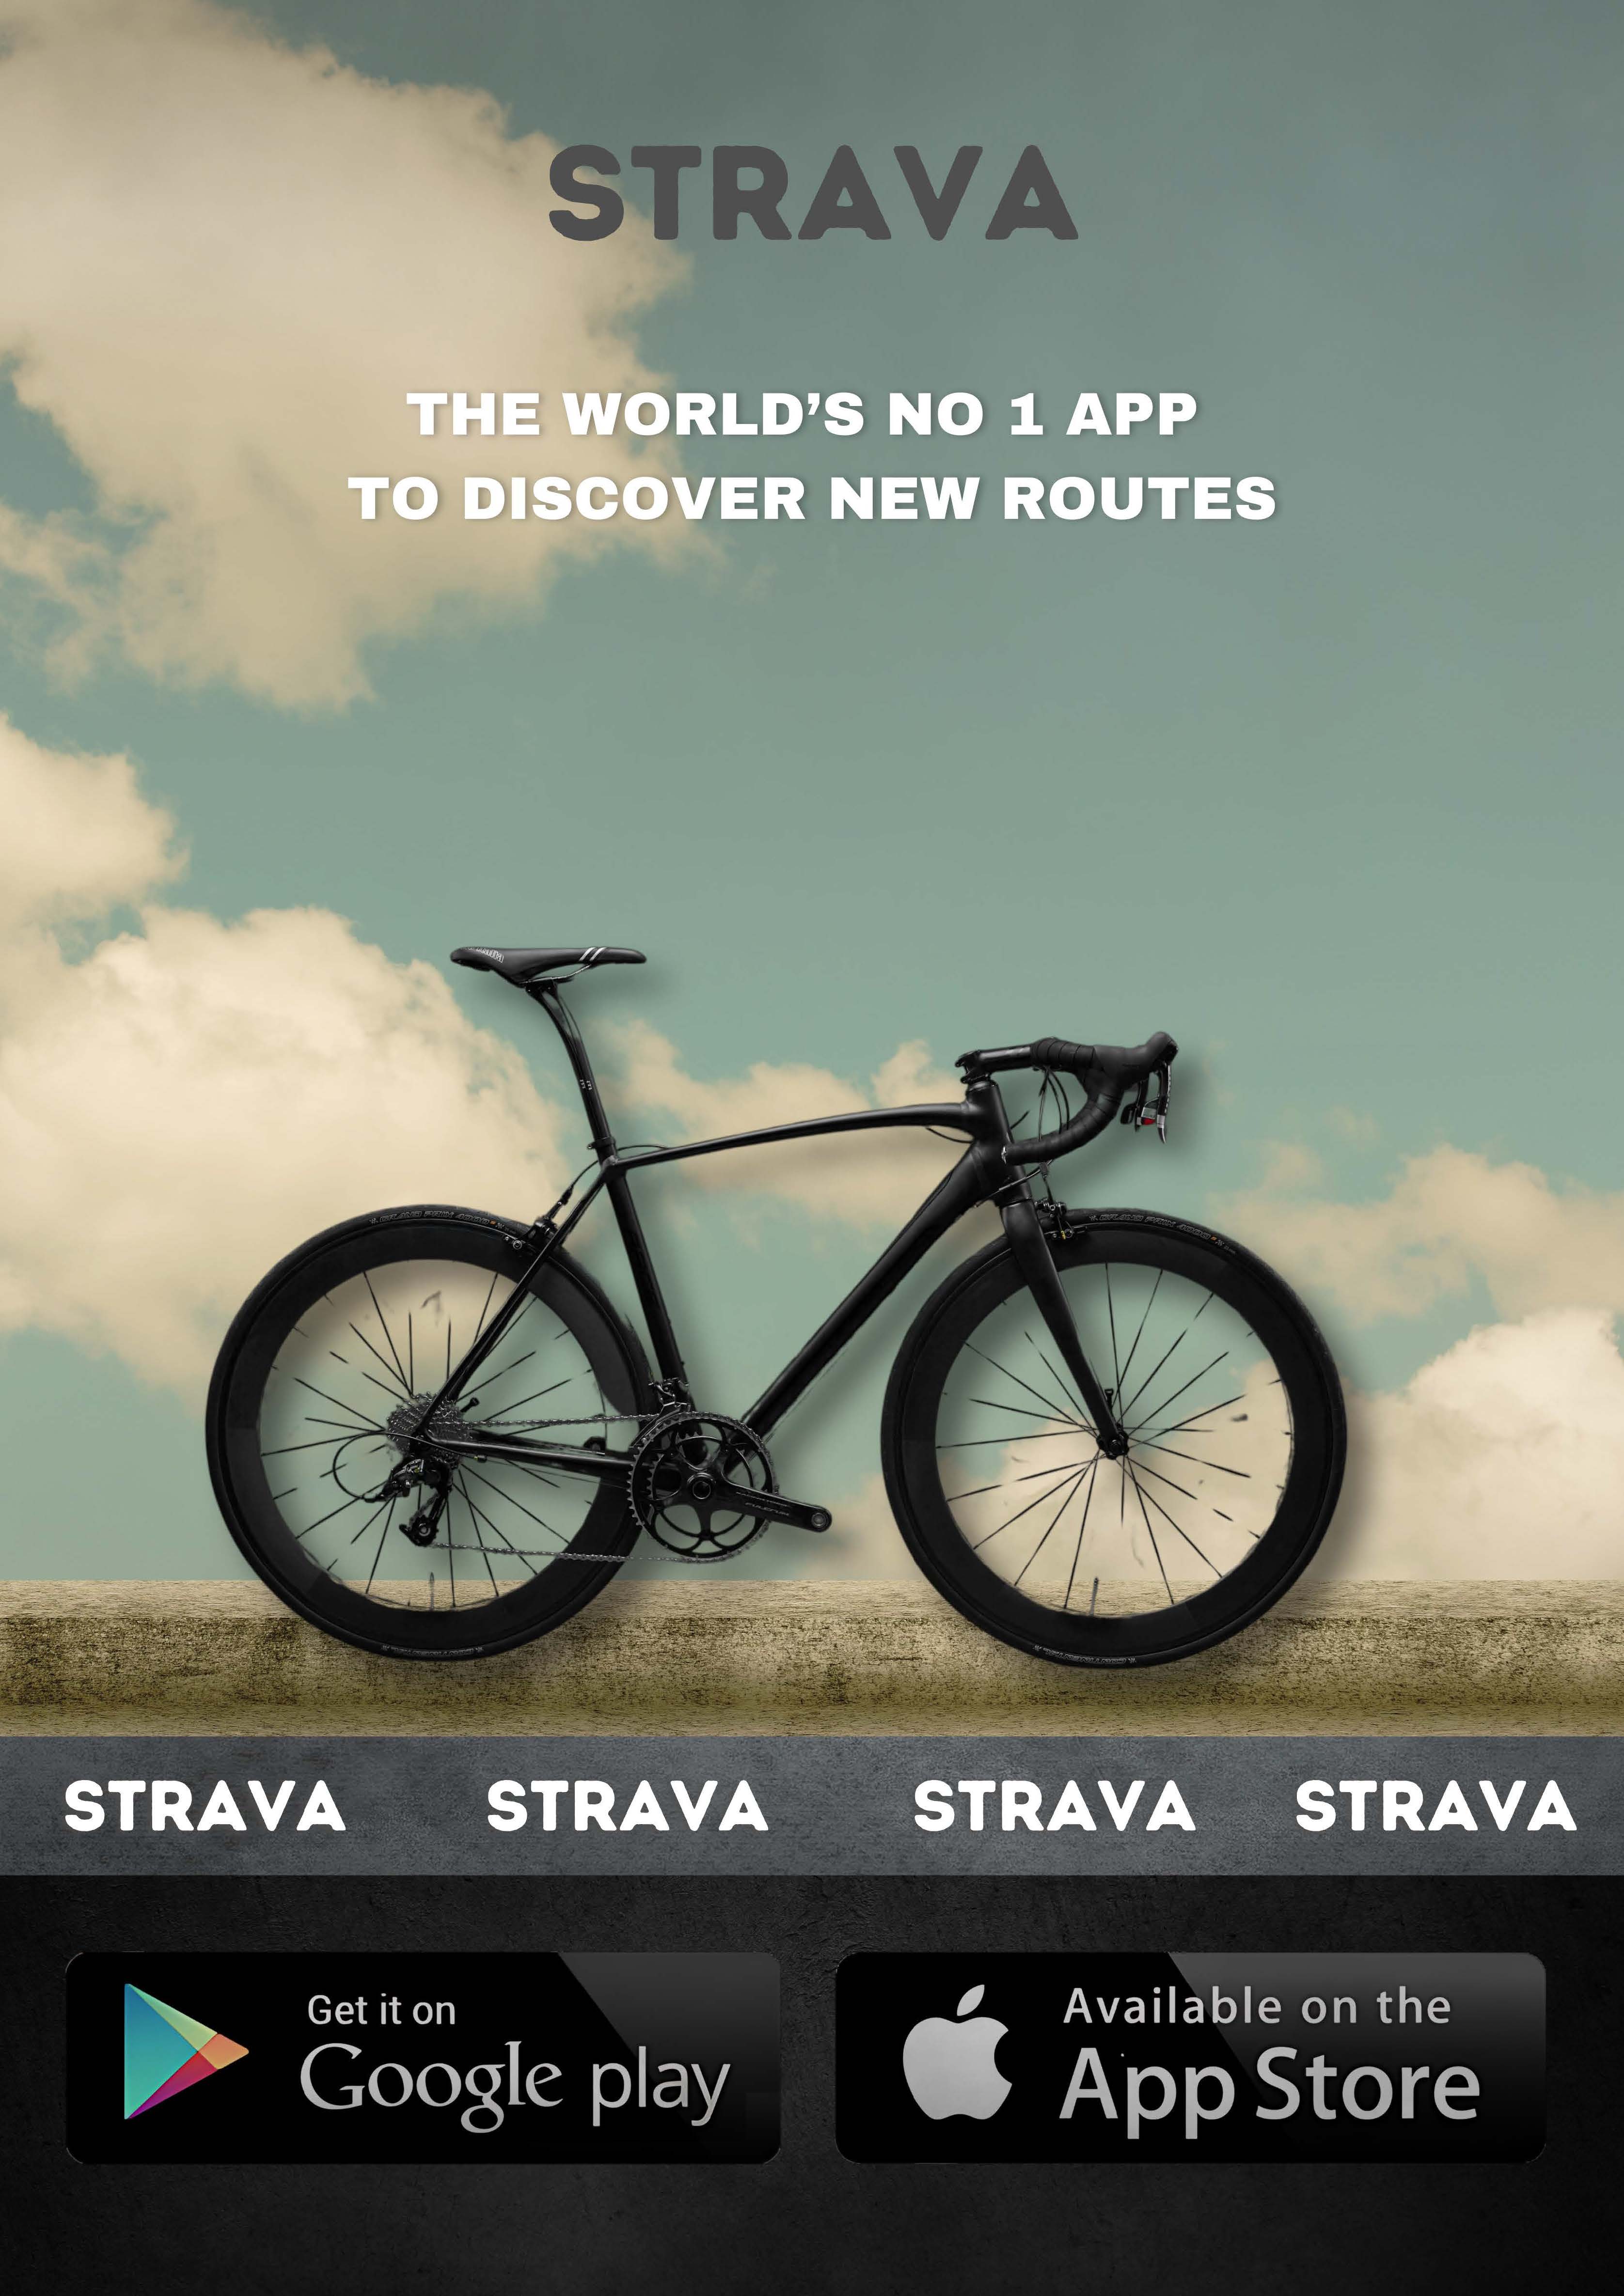 STRAVA
THE WORLD’S NO 1 APP
TO DISCOVER NEW ROUTES
STRAVA STRAVA STRAVA STRAVA
Get it on
Google play
Available on the
App Store